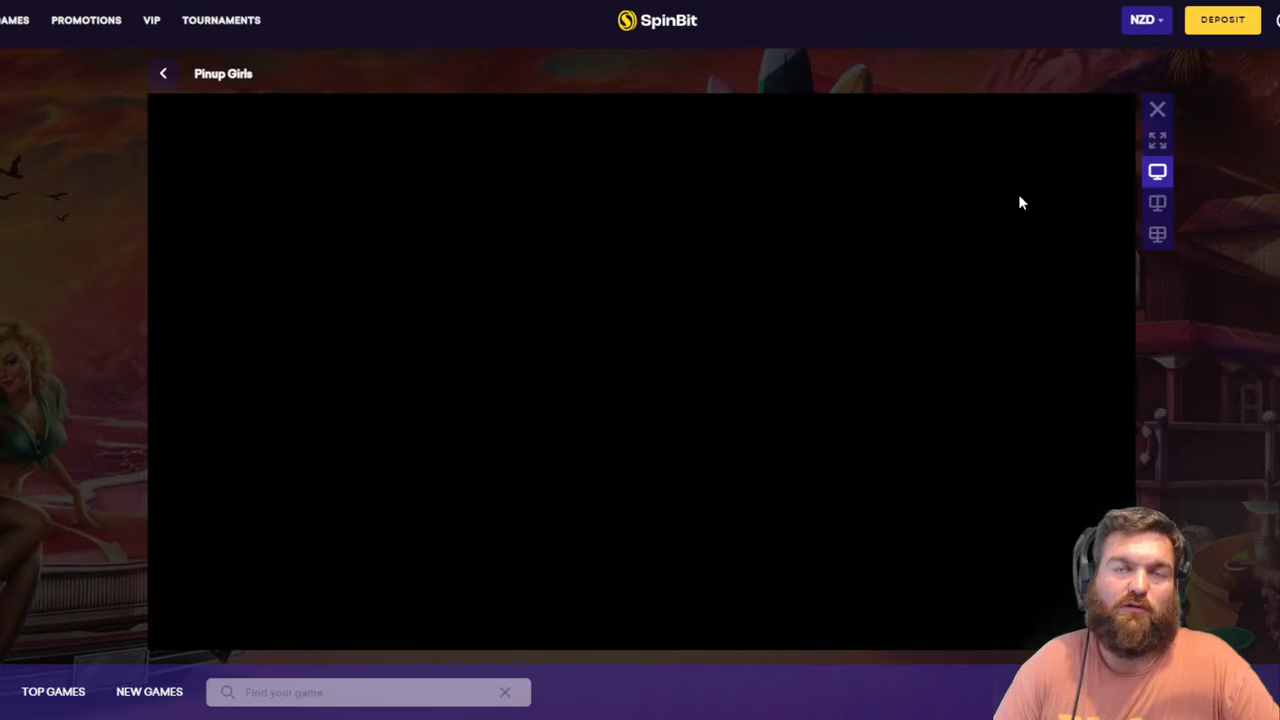 AMES PROMOTIONS VIP TOURNAMENTS SpinBit NZD DEPOSIT
Pinup Girls
TOP GAMES NEW GAMES Find your game